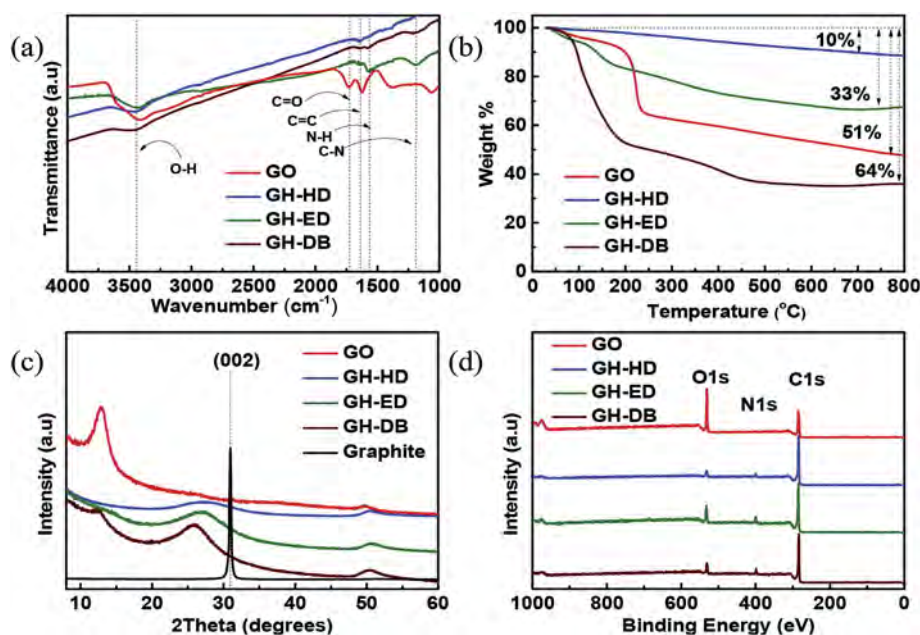 (a)
Transmittance (a.u)
C=O
C=C
N-H
C-N
O-H
GO
GH-HD
GH-ED
GH-DB
4000 3500 3000 2500 2000 1500 1000
Wavenumber (cm⁻¹)
(b)
Weight %
100
80
60
40
20
0
10%
33%
51%
64%
GO
GH-HD
GH-ED
GH-DB
0 100 200 300 400 500 600 700 800
Temperature (°C)
(c)
Intensity (a.u)
(002)
GO
GH-HD
GH-ED
GH-DB
Graphite
10 20 30 40 50 60
2Theta (degrees)
(d)
Intensity (a.u)
GO
GH-HD
GH-ED
GH-DB
O1s
N1s
C1s
1000 800 600 400 200 0
Binding Energy (eV)